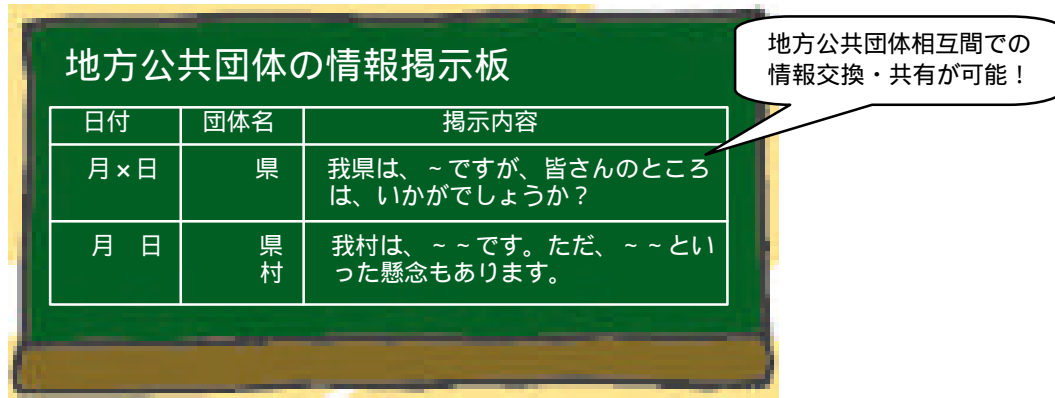 地方公共団体の情報掲示板
地方公共団体相互間での
情報交換・共有が可能！
日付 団体名 掲示内容
月×日 県 我県は、~ですが、皆さんのところ
は、いかがでしょうか？
月 日 県 我村は、~~です。ただ、~~とい
村 った懸念もあります。